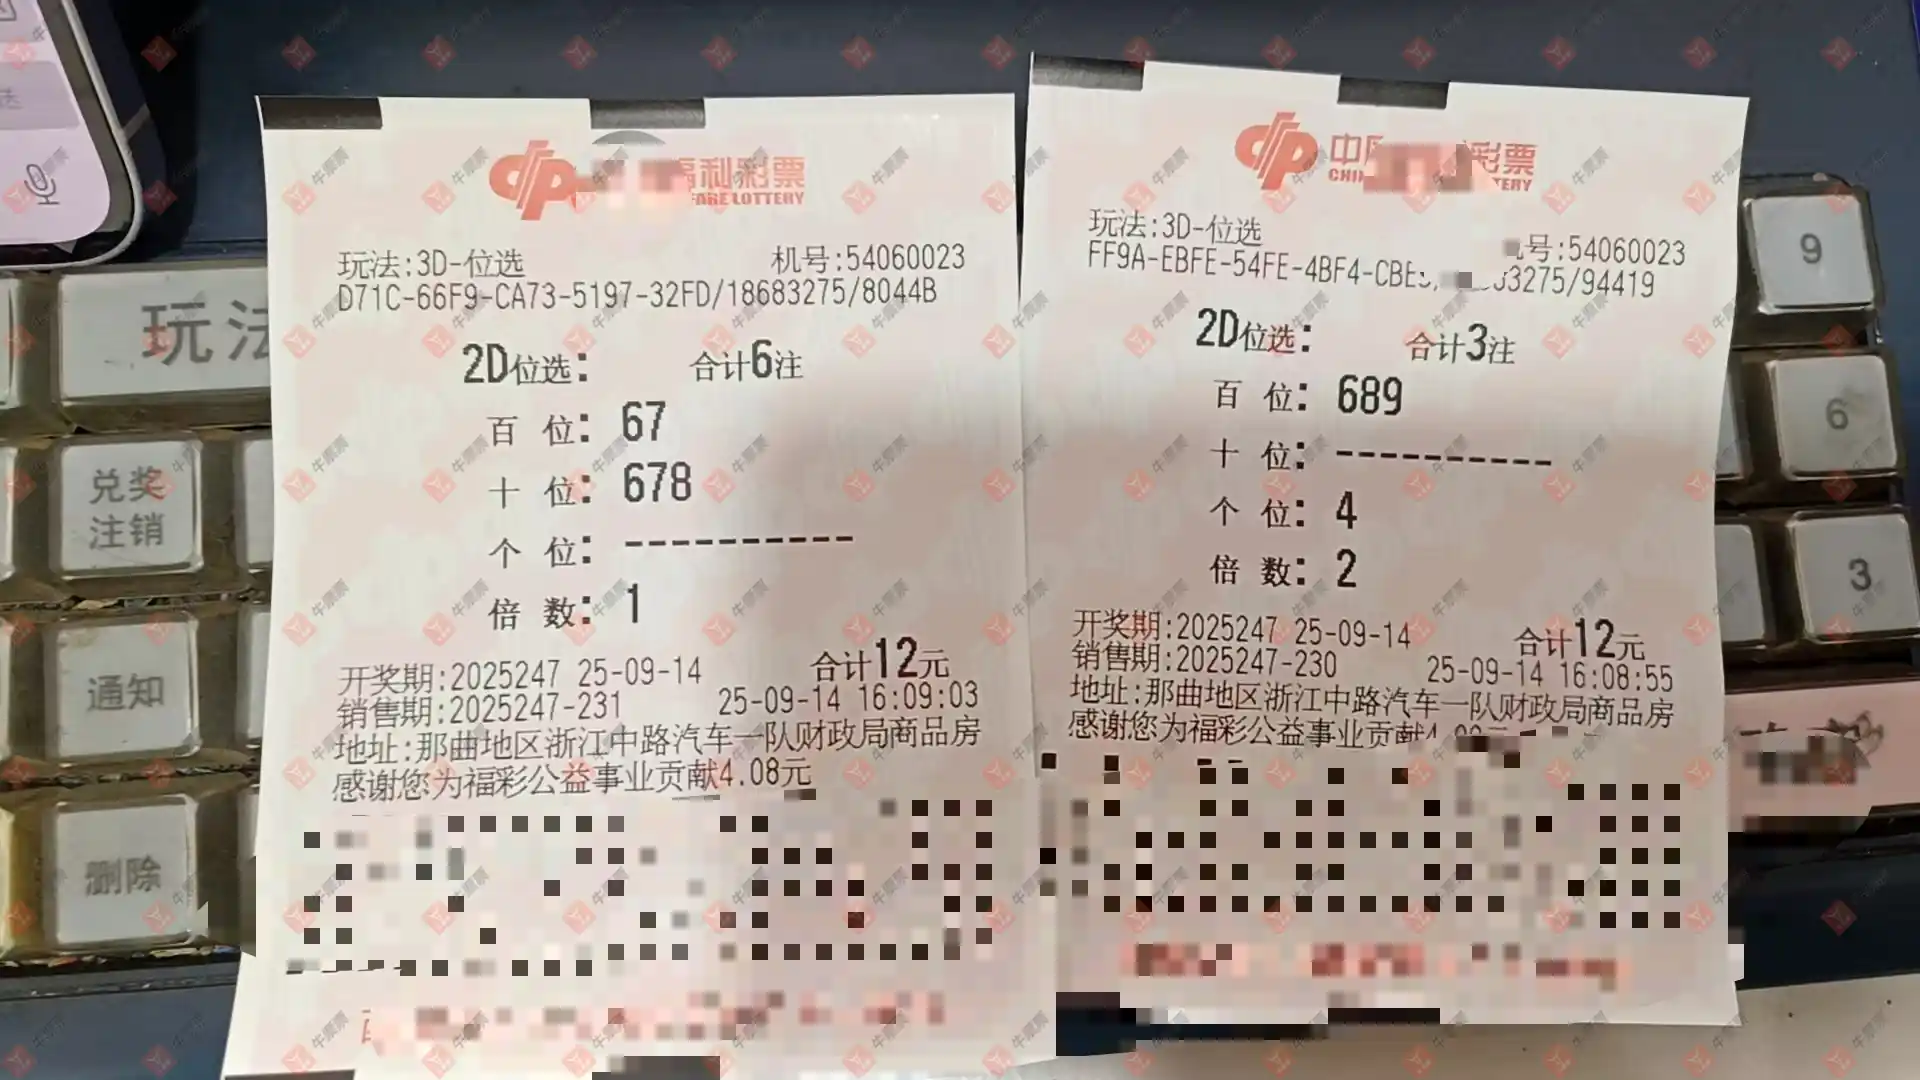 福利彩票
FARE LOTTERY
玩法:3D-位选 机号:54060023
D71C-66F9-CA73-5197-32FD/18683275/8044B
2D位选: 合计6注
百 位: 67
十 位: 678
个 位: ----------
倍 数: 1
开奖期:2025247 25-09-14 合计12元
销售期:2025247-231 25-09-14 16:09:03
地址:那曲地区浙江中路汽车一队财政局商品房
感谢您为福彩公益事业贡献4.08元
中 彩票
TERY
玩法:3D-位选 号:54060023
FF9A-EBFE-54FE-4BF4-CBE 3275/94419
2D位选: 合计3注
百 位: 689
十 位: ----------
个 位: 4
倍 数: 2
开奖期:2025247 25-09-14 合计12元
销售期:2025247-230 25-09-14 16:08:55
地址:那曲地区浙江中路汽车一队财政局商品房
感谢您为福彩公益事业贡献
玩法
兑奖
注销
通知
删除
9
6
3
送
牛票票